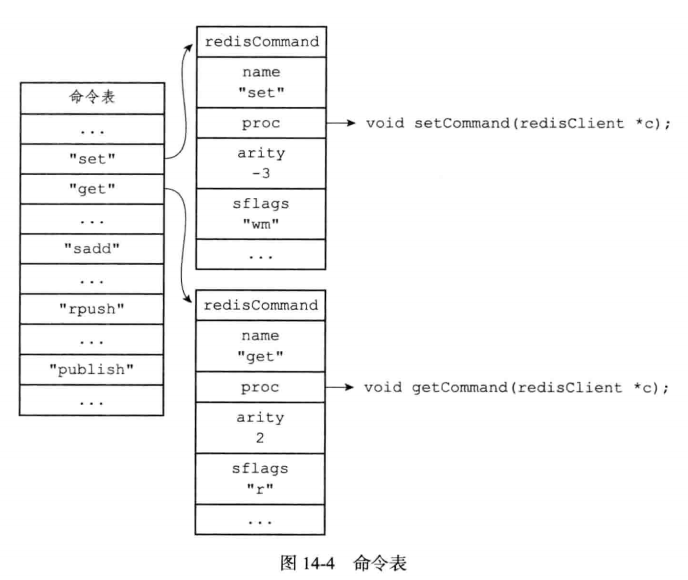 命令表
...
"set"
"get"
...
"sadd"
...
"rpush"
...
"publish"
...
redisCommand
name
"set"
proc
void setCommand(redisClient *c);
arity
-3
sflags
"wm"
...
redisCommand
name
"get"
proc
void getCommand(redisClient *c);
arity
2
sflags
"r"
...
图 14-4 命令表